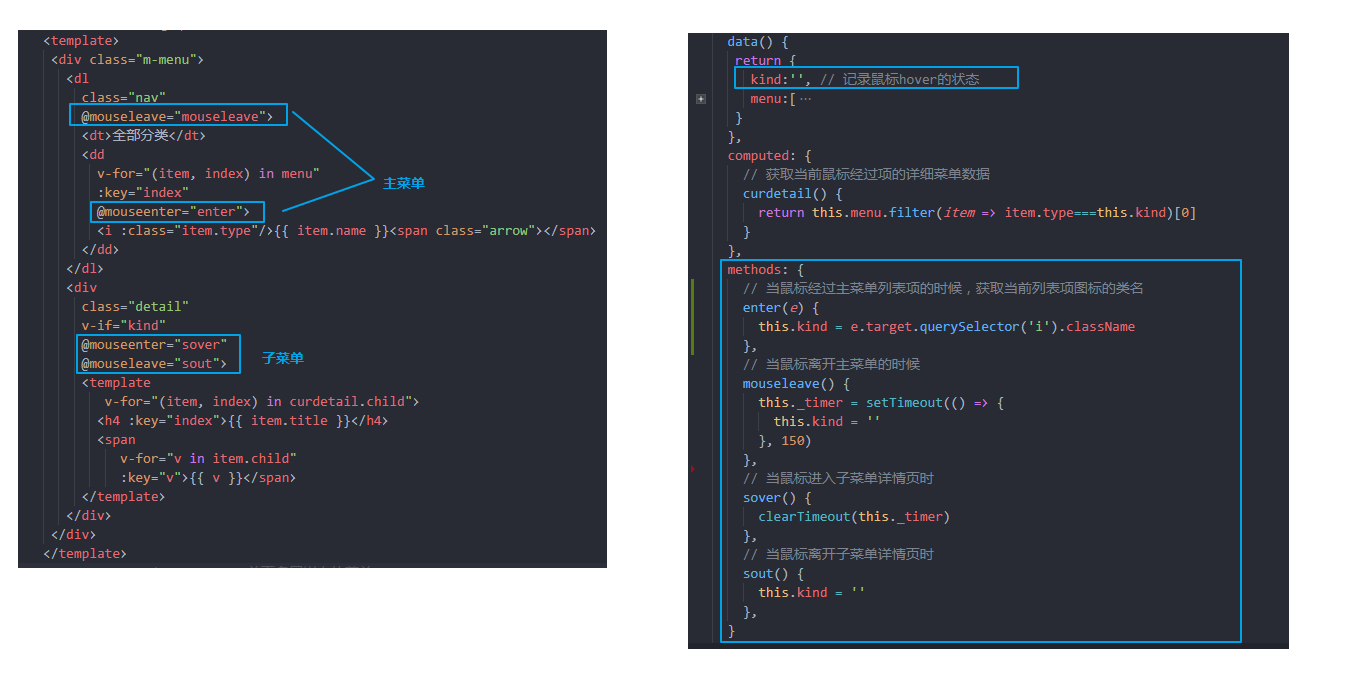 <template>
<div class="m-menu">
<dl
class="nav"
@mouseleave="mouseleave">
<dt>全部分类</dt>
<dd
v-for="(item, index) in menu"
:key="index"
@mouseenter="enter">
<i :class="item.type"/>{{ item.name }}<span class="arrow"></span>
</dd>
</dl>
<div
class="detail"
v-if="kind"
@mouseenter="sover"
@mouseleave="sout">
<template
v-for="(item, index) in curdetail.child">
<h4 :key="index">{{ item.title }}</h4>
<span
v-for="v in item.child"
:key="v">{{ v }}</span>
</template>
</div>
</div>
</template>
主菜单
子菜单
data() {
return {
kind:'', // 记录鼠标hover的状态
menu:[ ⋯
}
},
computed: {
// 获取当前鼠标经过项的详细菜单数据
curdetail() {
return this.menu.filter(item => item.type===this.kind)[0]
}
},
methods: {
// 当鼠标经过主菜单列表项的时候，获取当前列表项图标的类名
enter(e) {
this.kind = e.target.querySelector('i').className
},
// 当鼠标离开主菜单的时候
mouseleave() {
this._timer = setTimeout(() => {
this.kind = ''
}, 150)
},
// 当鼠标进入子菜单详情页时
sover() {
clearTimeout(this._timer)
},
// 当鼠标离开子菜单详情页时
sout() {
this.kind = ''
},
}